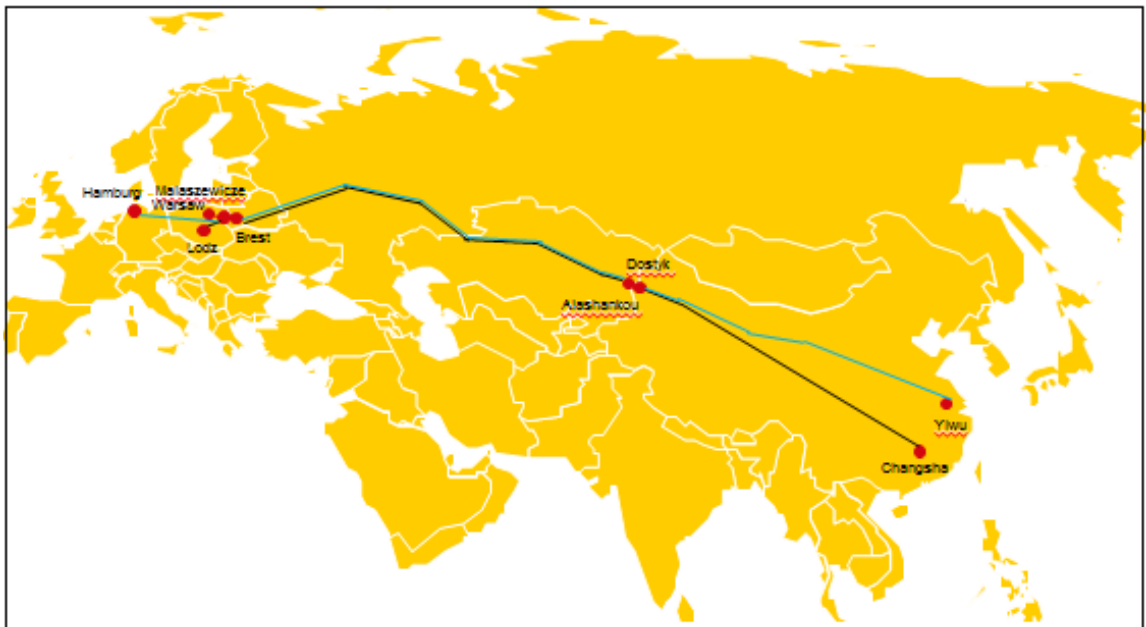 Hamburg
Malaszewicze
Warsaw
Brest
Lodz
Dostyk
Alashankou
Yiwu
Changsha